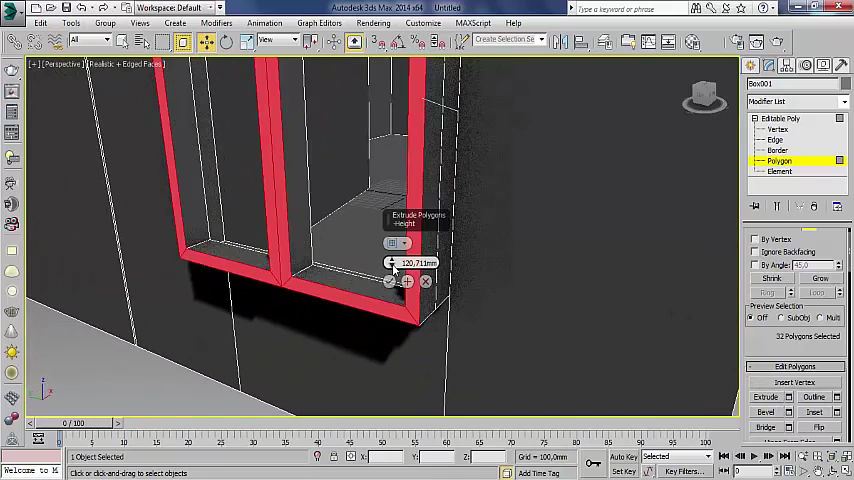 Workspace: Default
Autodesk 3ds Max 2014 x64    Untitled
Type a keyword or phrase
Edit Tools Group Views Create Modifiers Animation Graph Editors Rendering Customize MAXScript Help
All View Create Selection Se
[+] [Perspective] [Realistic + Edged Faces]
Box001
Modifier List
Editable Poly
Vertex
Edge
Border
Polygon
Element
Extrude Polygons
-Height
120,711mm
By Vertex
Ignore Backfacing
By Angle: 45,0
Shrink Grow
Ring Loop
Preview Selection
Off SubObj Multi
32 Polygons Selected
Edit Polygons
Insert Vertex
Extrude Outline
Bevel Inset
Bridge Flip
0 / 100
0 5 10 15 20 25 30 35 40 45 50 55 60 65 70 75 80 85 90 95 100
1 Object Selected X: Y: Z: Grid = 100,0mm Auto Key Selected
Welcome to M Click or click-and-drag to select objects Add Time Tag Set Key Key Filters... 0